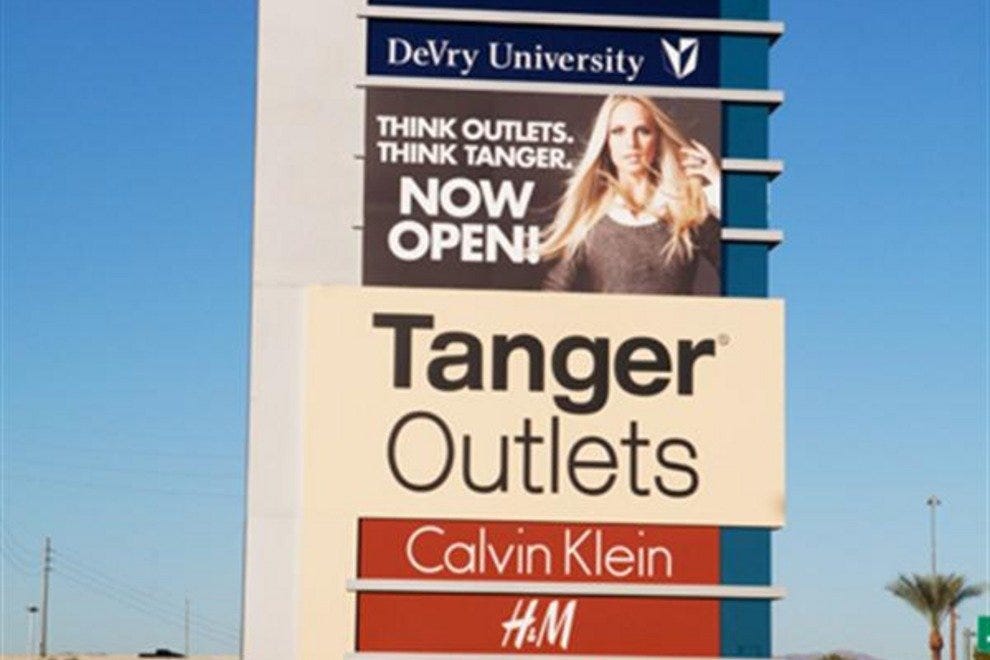 DeVry University
THINK OUTLETS.
THINK TANGER.
NOW
OPEN!
Tanger®
Outlets
Calvin Klein
H&M